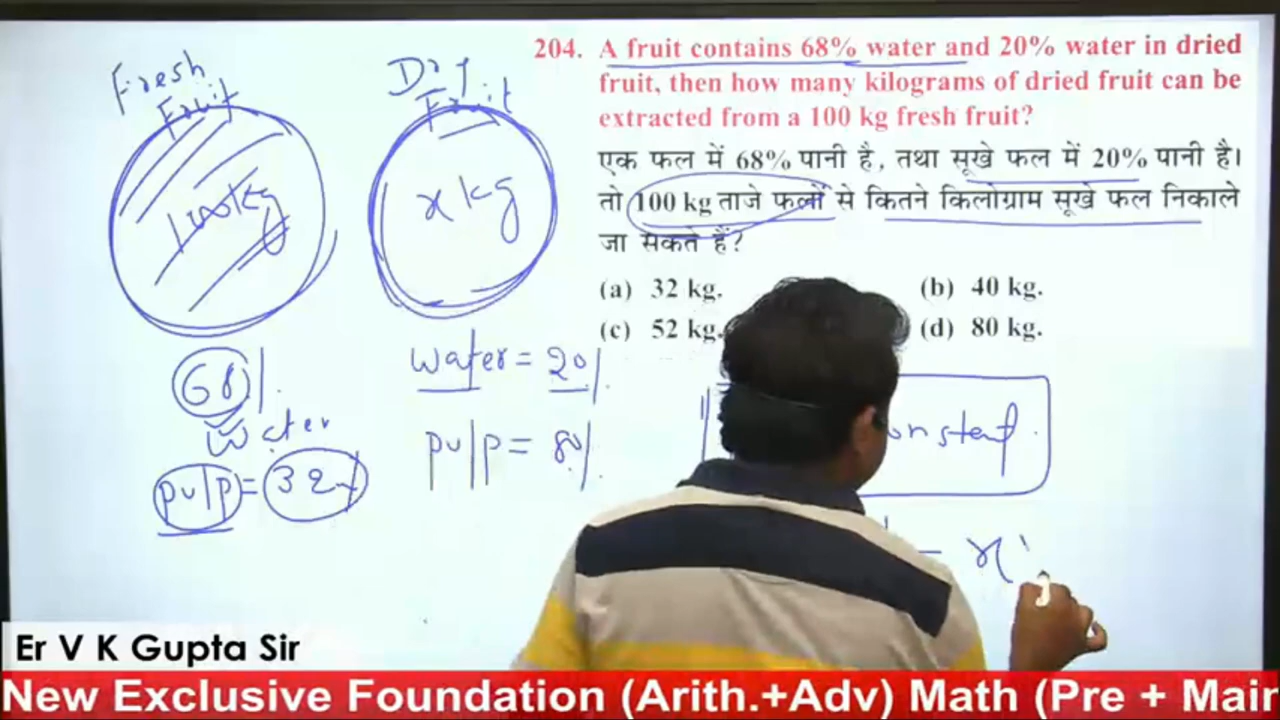 204. A fruit contains 68% water and 20% water in dried
fruit, then how many kilograms of dried fruit can be
extracted from a 100 kg fresh fruit?
एक फल में 68% पानी है, तथा सूखे फल में 20% पानी है।
तो 100 kg ताजे फलों से कितने किलोग्राम सूखे फल निकाले
जा सकते हैं?
(a) 32 kg. (b) 40 kg.
(c) 52 kg. (d) 80 kg.
Fresh
Fruit
100kg
68%
Water
pulp = 32%
Dry
Fruit
x kg
water = 20%
pulp = 80%
onstant
= x
Er V K Gupta Sir
New Exclusive Foundation (Arith.+Adv) Math (Pre + Main